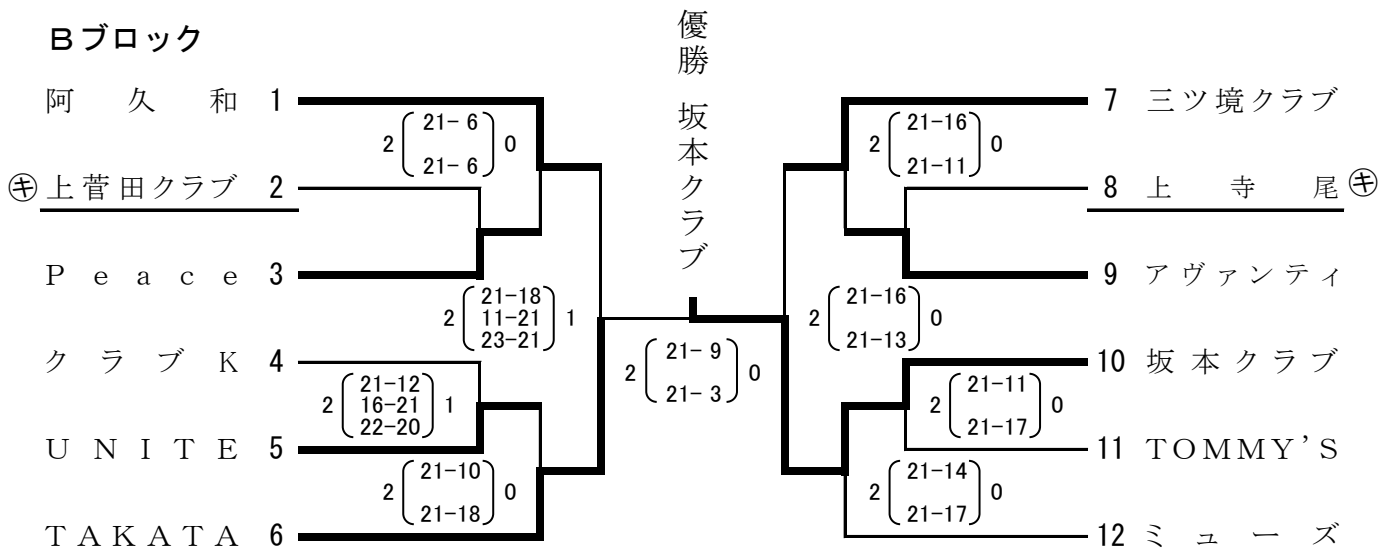 Bブロック
優勝 坂本クラブ
阿久和 1
㋖上菅田クラブ 2
Peace 3
クラブK 4
UNITE 5
TAKATA 6
2 21-6 21-6 0
2 21-18 11-21 23-21 1
2 21-12 16-21 22-20 1
2 21-10 21-18 0
2 21-9 21-3 0
7 三ツ境クラブ
8 上寺尾㋖
9 アヴァンティ
10 坂本クラブ
11 TOMMY'S
12 ミューズ
2 21-16 21-11 0
2 21-16 21-13 0
2 21-11 21-17 0
2 21-14 21-17 0